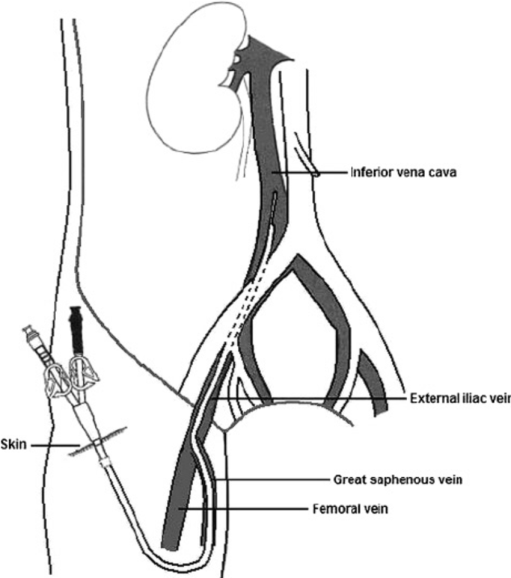 Inferior vena cava
External iliac vein
Skin
Great saphenous vein
Femoral vein